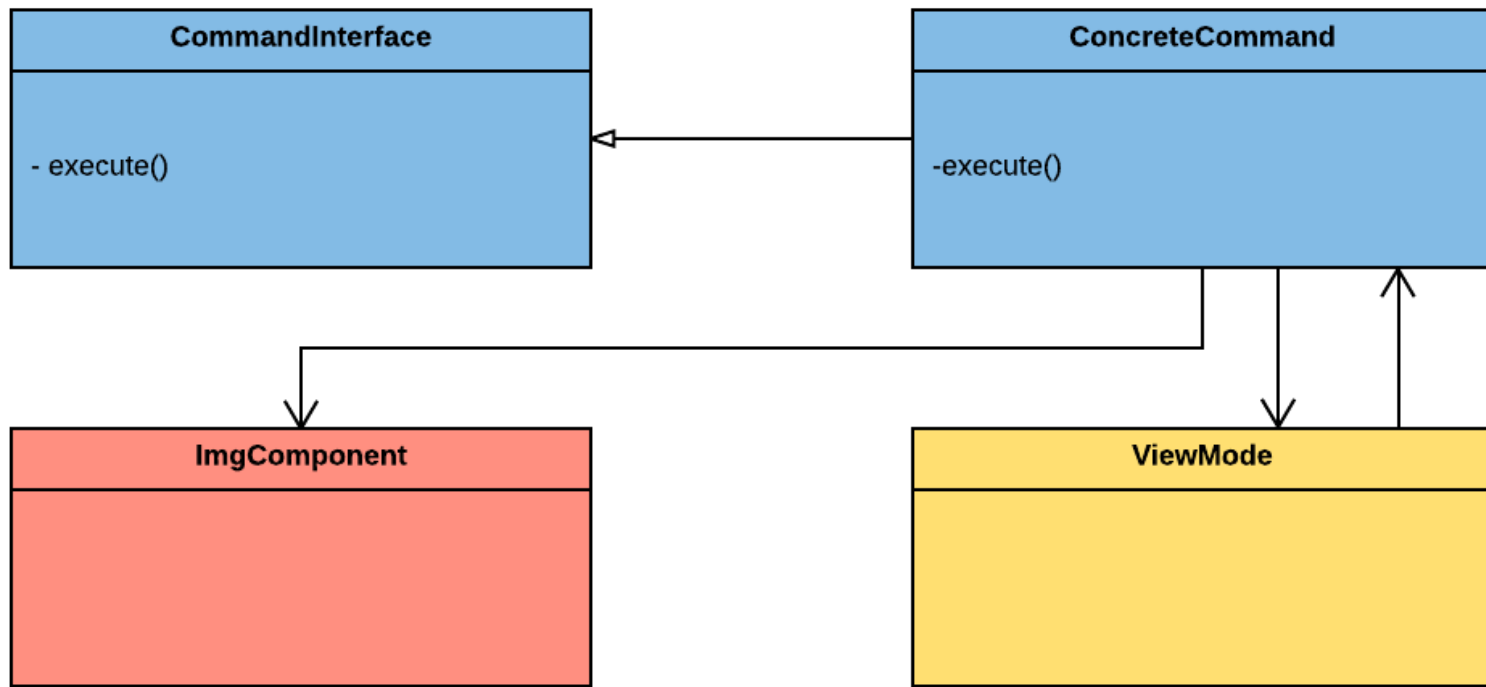 CommandInterface
- execute()
ConcreteCommand
-execute()
ImgComponent
ViewMode